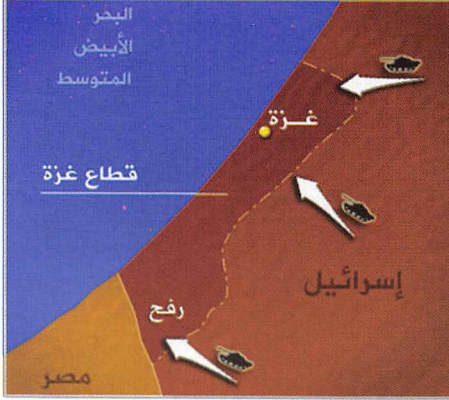 البحر
الأبيض
المتوسط
غـزة
قطاع غزة
إسرائيل
رفح
مصر